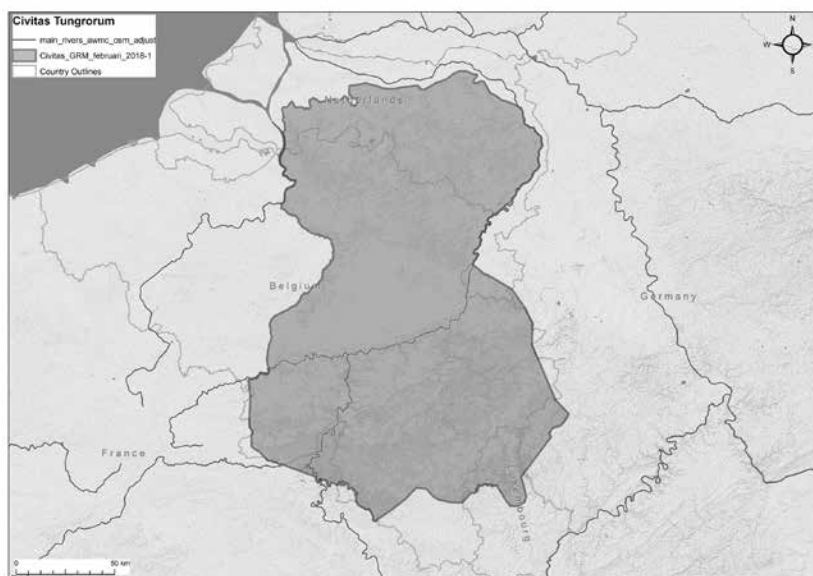 Civitas Tungrorum
main_rivers_awmc_osm_adjust
Civitas_GRM_februari_2018-1
Country Outlines
N
W
S
Netherlands
Belgium
Germany
France
0
50 km